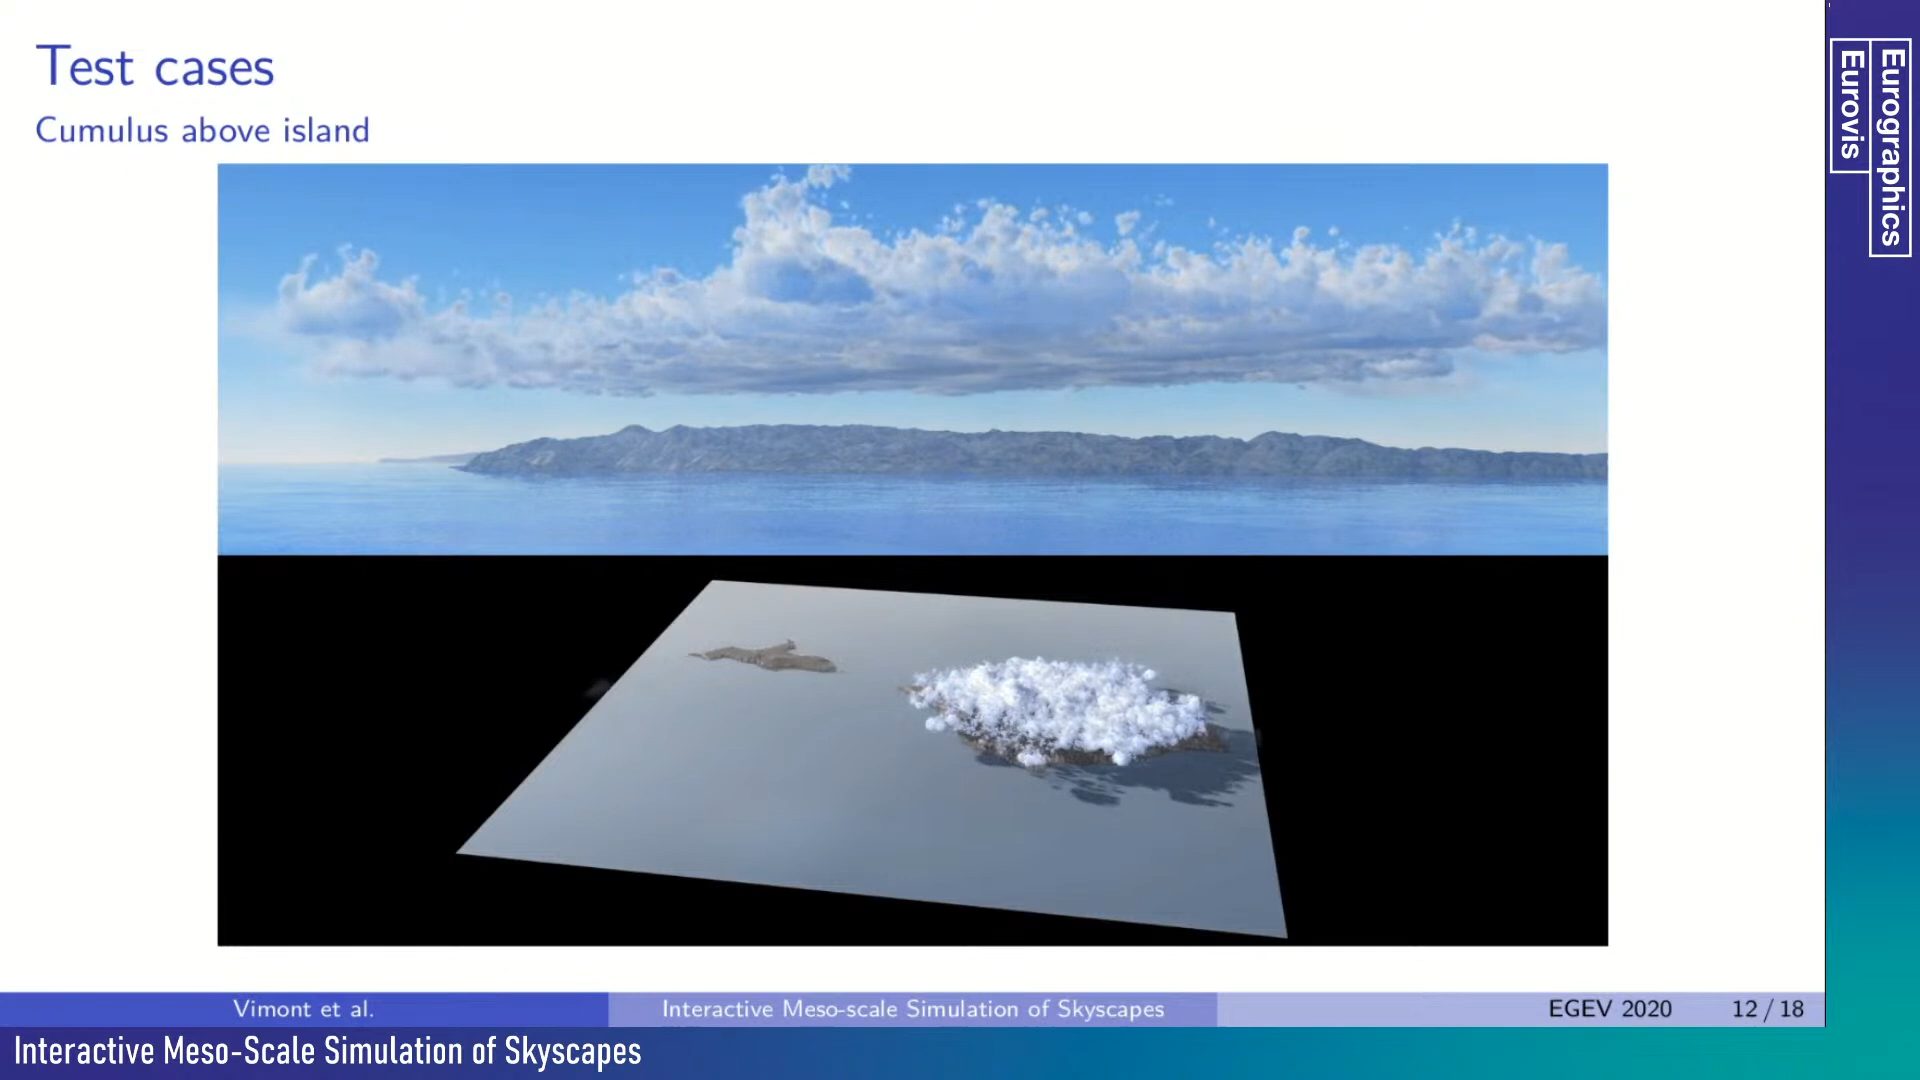 Test cases
Cumulus above island
Eurographics
Eurovis
Vimont et al.
Interactive Meso-scale Simulation of Skyscapes
EGEV 2020
12 / 18
Interactive Meso-Scale Simulation of Skyscapes